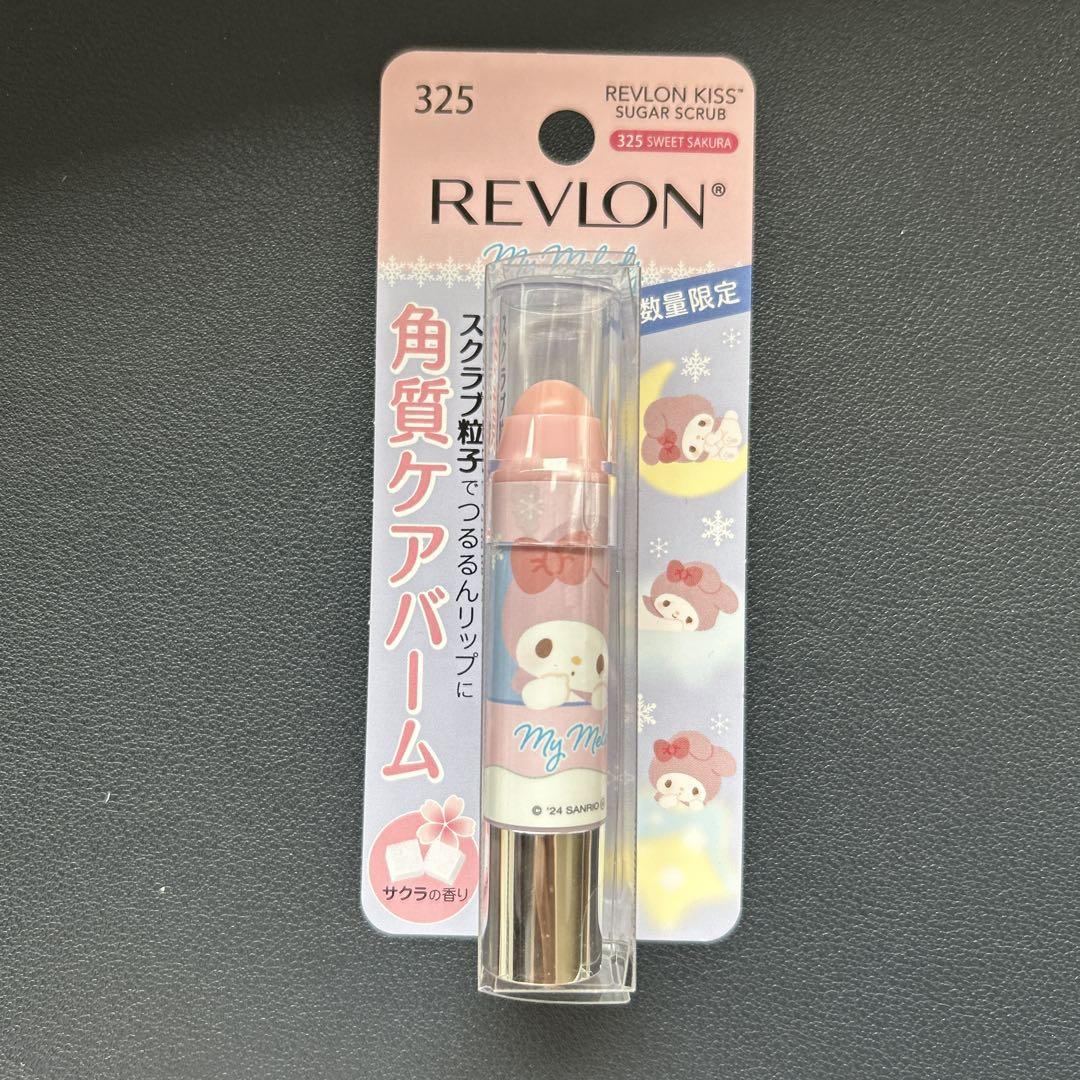 325
REVLON KISS™
SUGAR SCRUB
325 SWEET SAKURA
REVLON®
My Melody
数量限定
スクラブ粒子でつるるんリップに
角質ケアバーム
My Mel
© '24 SANRIO
サクラの香り